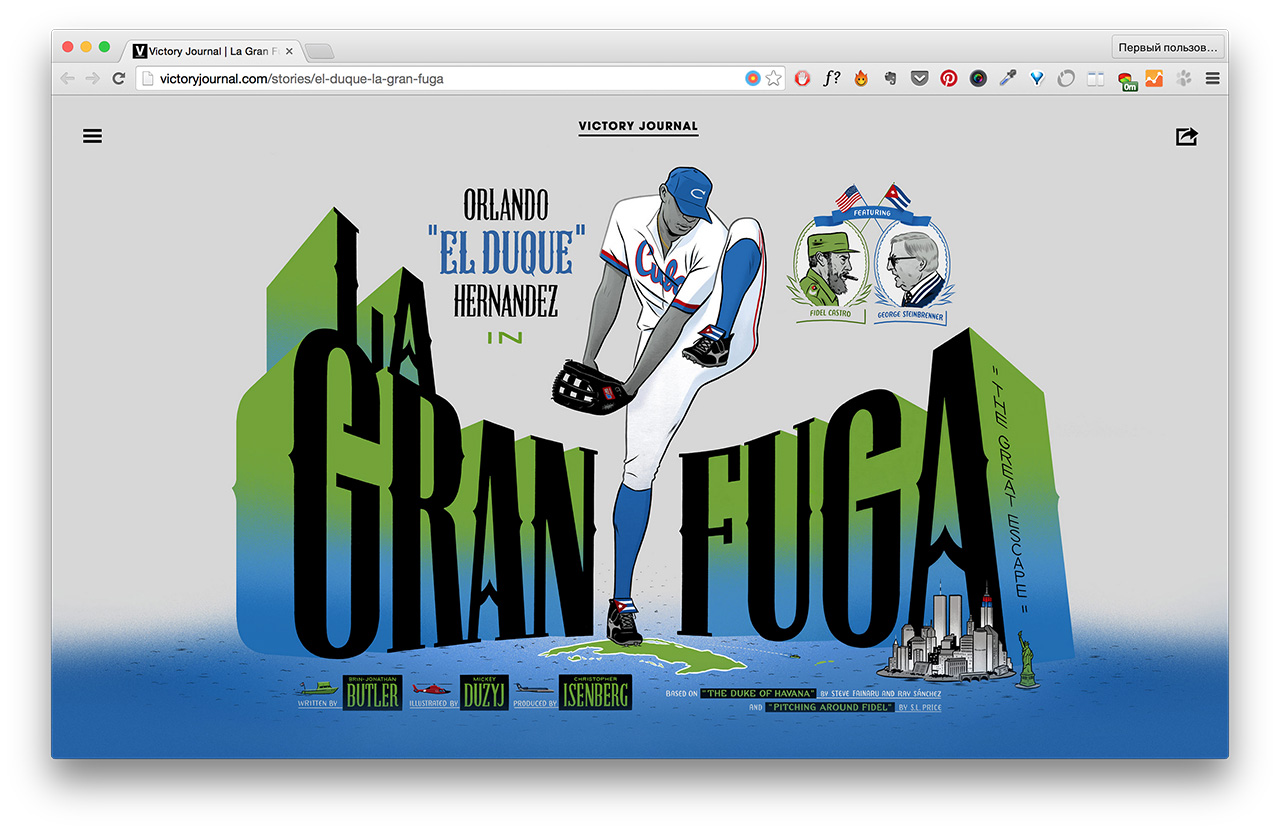 Victory Journal | La Gran F
Первый пользов...
victoryjournal.com/stories/el-duque-la-gran-fuga
f?
0m
VICTORY JOURNAL
ORLANDO
"EL DUQUE"
HERNANDEZ
IN
C
Cuba
FEATURING
FIDEL CASTRO
GEORGE STEINBRENNER
LA
GRAN FUGA
"THE GREAT ESCAPE"
WRITTEN BY BRIN-JONATHAN BUTLER
ILLUSTRATED BY MICKEY DUZYJ
PRODUCED BY CHRISTOPHER ISENBERG
BASED ON "THE DUKE OF HAVANA" BY STEVE FAINARU AND RAY SÁNCHEZ
AND "PITCHING AROUND FIDEL" BY S.L. PRICE